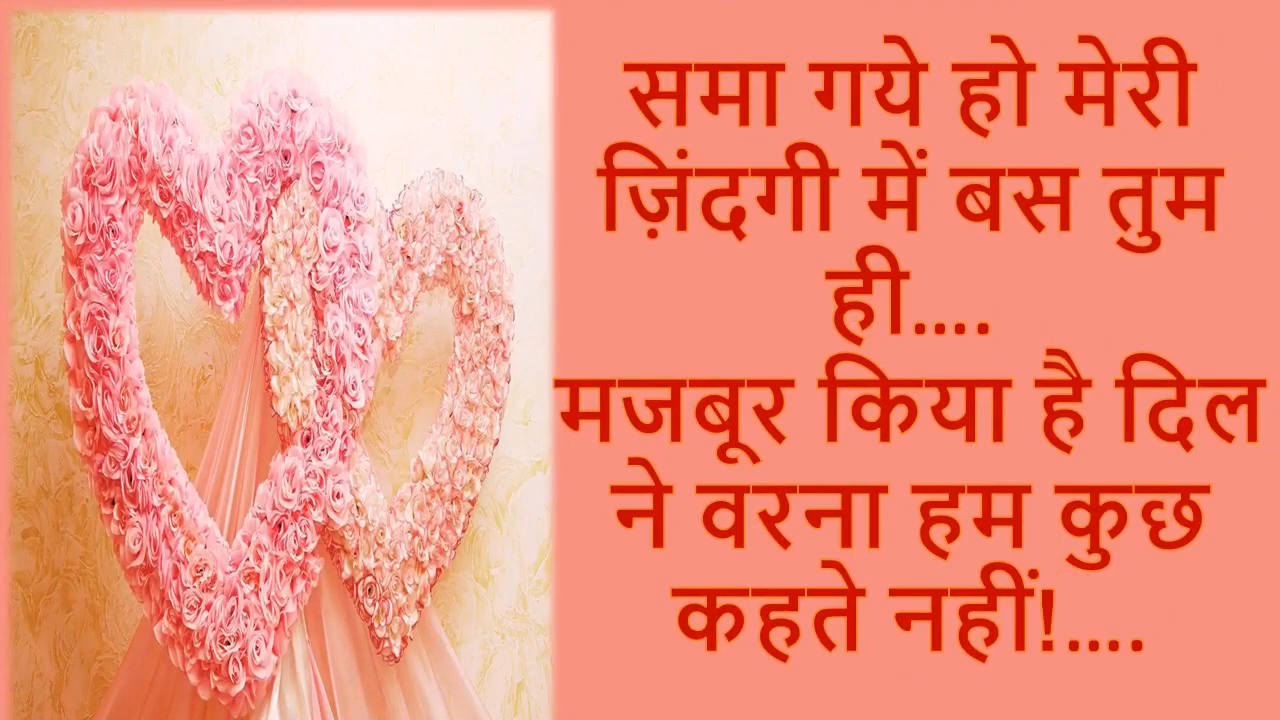 समा गये हो मेरी
ज़िंदगी में बस तुम
ही....
मजबूर किया है दिल
ने वरना हम कुछ
कहते नहीं!....